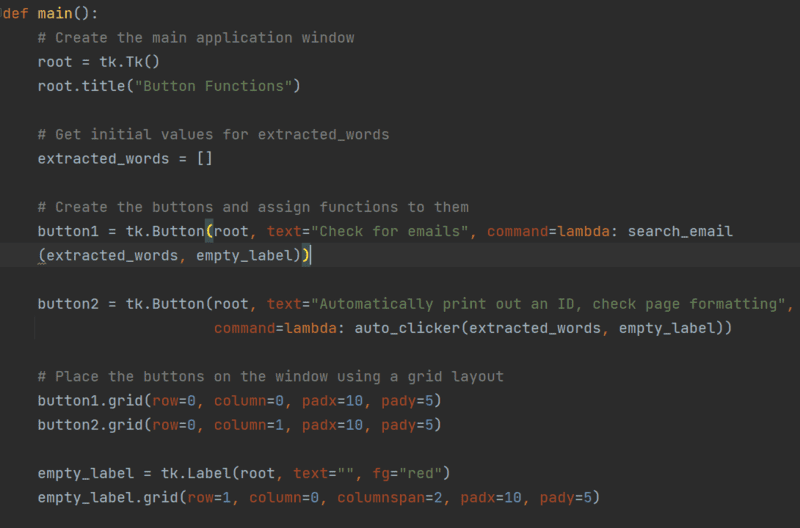 def main():
    # Create the main application window
    root = tk.Tk()
    root.title("Button Functions")

    # Get initial values for extracted_words
    extracted_words = []

    # Create the buttons and assign functions to them
    button1 = tk.Button(root, text="Check for emails", command=lambda: search_email
    (extracted_words, empty_label))

    button2 = tk.Button(root, text="Automatically print out an ID, check page formatting",
                        command=lambda: auto_clicker(extracted_words, empty_label))

    # Place the buttons on the window using a grid layout
    button1.grid(row=0, column=0, padx=10, pady=5)
    button2.grid(row=0, column=1, padx=10, pady=5)

    empty_label = tk.Label(root, text="", fg="red")
    empty_label.grid(row=1, column=0, columnspan=2, padx=10, pady=5)